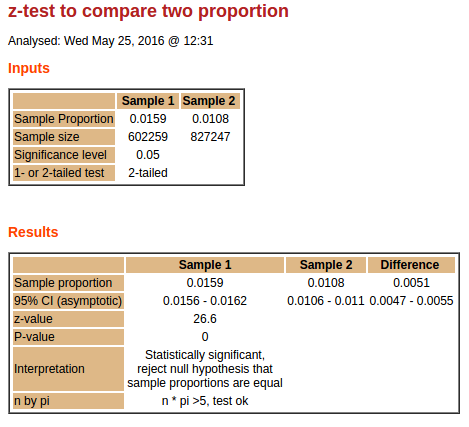 z-test to compare two proportion
Analysed: Wed May 25, 2016 @ 12:31
Inputs
Sample 1 Sample 2
Sample Proportion 0.0159 0.0108
Sample size 602259 827247
Significance level 0.05
1- or 2-tailed test 2-tailed
Results
Sample 1 Sample 2 Difference
Sample proportion 0.0159 0.0108 0.0051
95% CI (asymptotic) 0.0156 - 0.0162 0.0106 - 0.011 0.0047 - 0.0055
z-value 26.6
P-value 0
Interpretation Statistically significant,
reject null hypothesis that
sample proportions are equal
n by pi n * pi >5, test ok